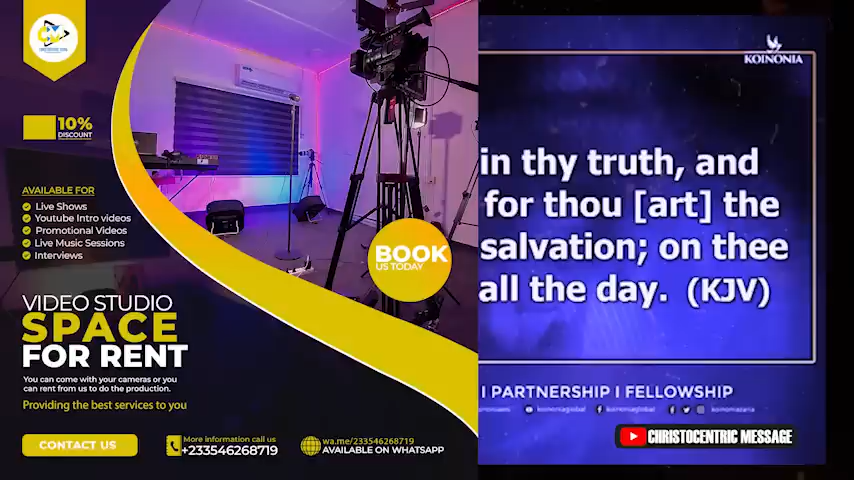 10%
DISCOUNT
AVAILABLE FOR
Live Shows
Youtube Intro videos
Promotional Videos
Live Music Sessions
Interviews
BOOK
US TODAY
VIDEO STUDIO
SPACE
FOR RENT
You can come with your cameras or you
can rent from us to do the production.
Providing the best services to you
CONTACT US
More information call us
+233546268719
wa.me/233546268719
AVAILABLE ON WHATSAPP
KOINONIA
in thy truth, and
for thou [art] the
salvation; on thee
all the day. (KJV)
I PARTNERSHIP I FELLOWSHIP
koinoniaglobal koinoniaglobal
CHRISTOCENTRIC MESSAGE